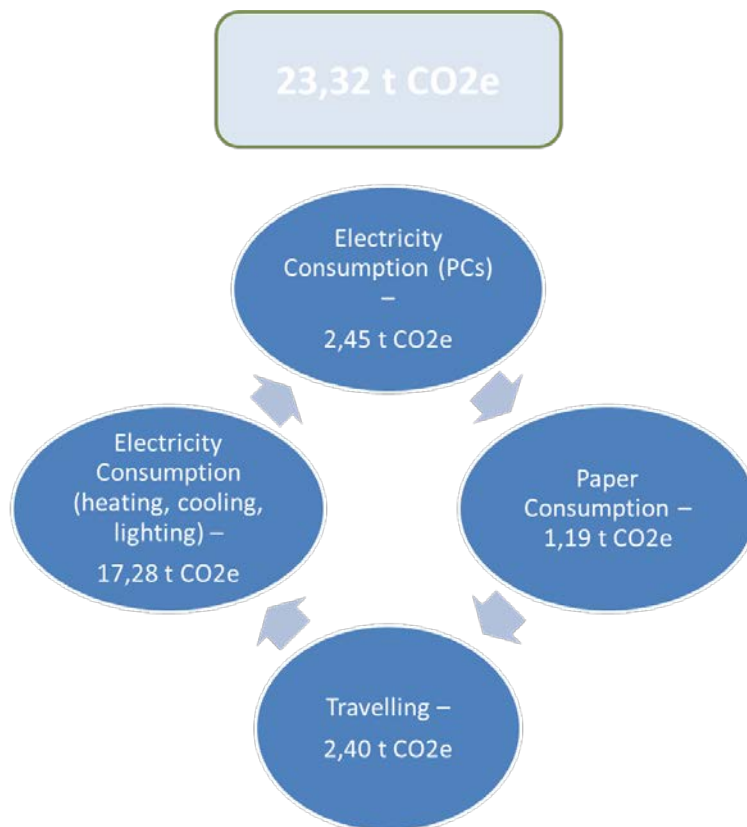 23,32 t CO2e
Electricity
Consumption (PCs)
–
2,45 t CO2e
Paper
Consumption –
1,19 t CO2e
Travelling –
2,40 t CO2e
Electricity
Consumption
(heating, cooling,
lighting) –
17,28 t CO2e